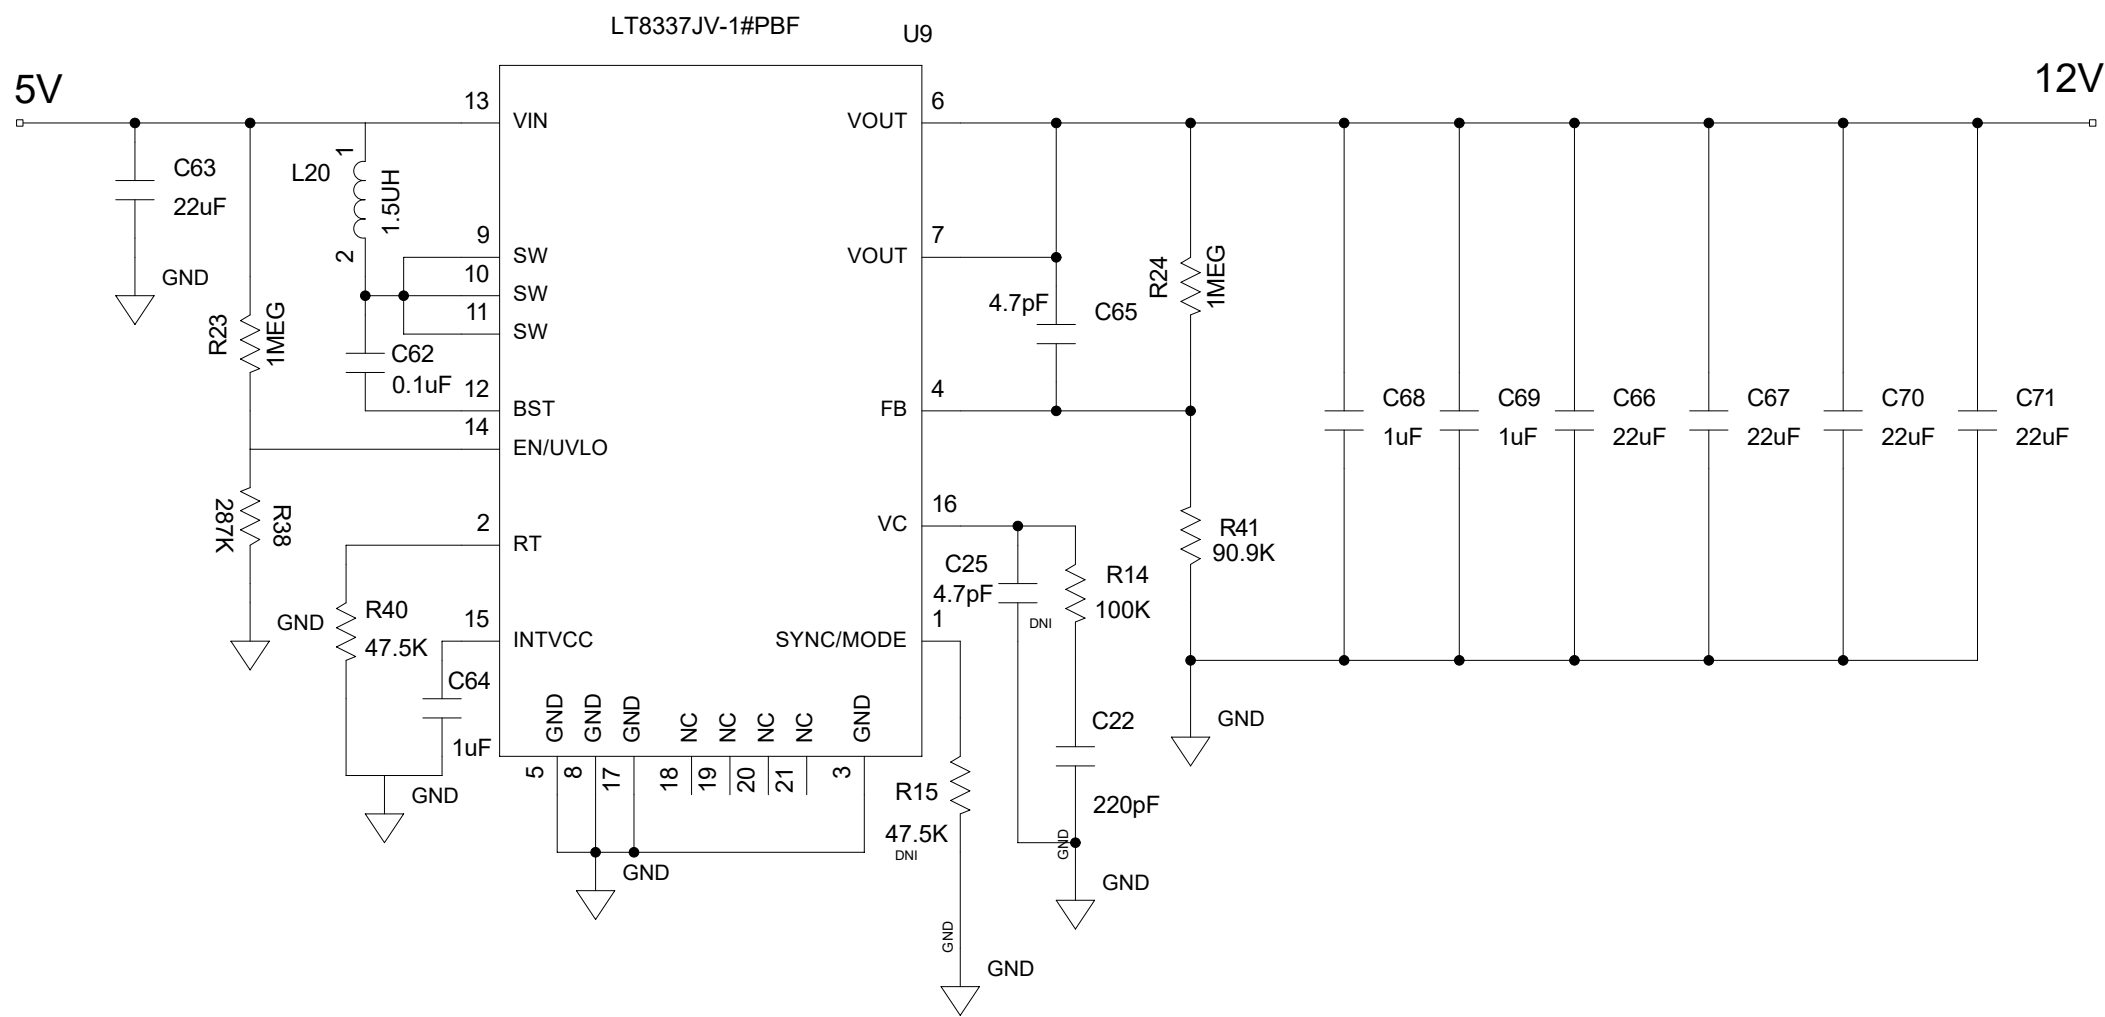 LT8337JV-1#PBF
U9
5V
12V
13
VIN
VOUT
6
C63
22uF
GND
L20
1
2
1.5UH
9
SW
10
SW
11
SW
VOUT
7
R23
1MEG
C62
0.1uF
12
BST
14
EN/UVLO
4.7pF
C65
R24
1MEG
FB
4
C68
1uF
C69
1uF
C66
22uF
C67
22uF
C70
22uF
C71
22uF
287K
R38
2
RT
VC
16
C25
4.7pF
DNI
R14
100K
R41
90.9K
GND
R40
47.5K
15
INTVCC
SYNC/MODE
1
C64
1uF
GND
GND
GND
NC
NC
NC
NC
GND
5
8
17
18
19
20
21
3
C22
220pF
GND
GND
R15
47.5K
DNI
GND
GND
GND
GND
GND